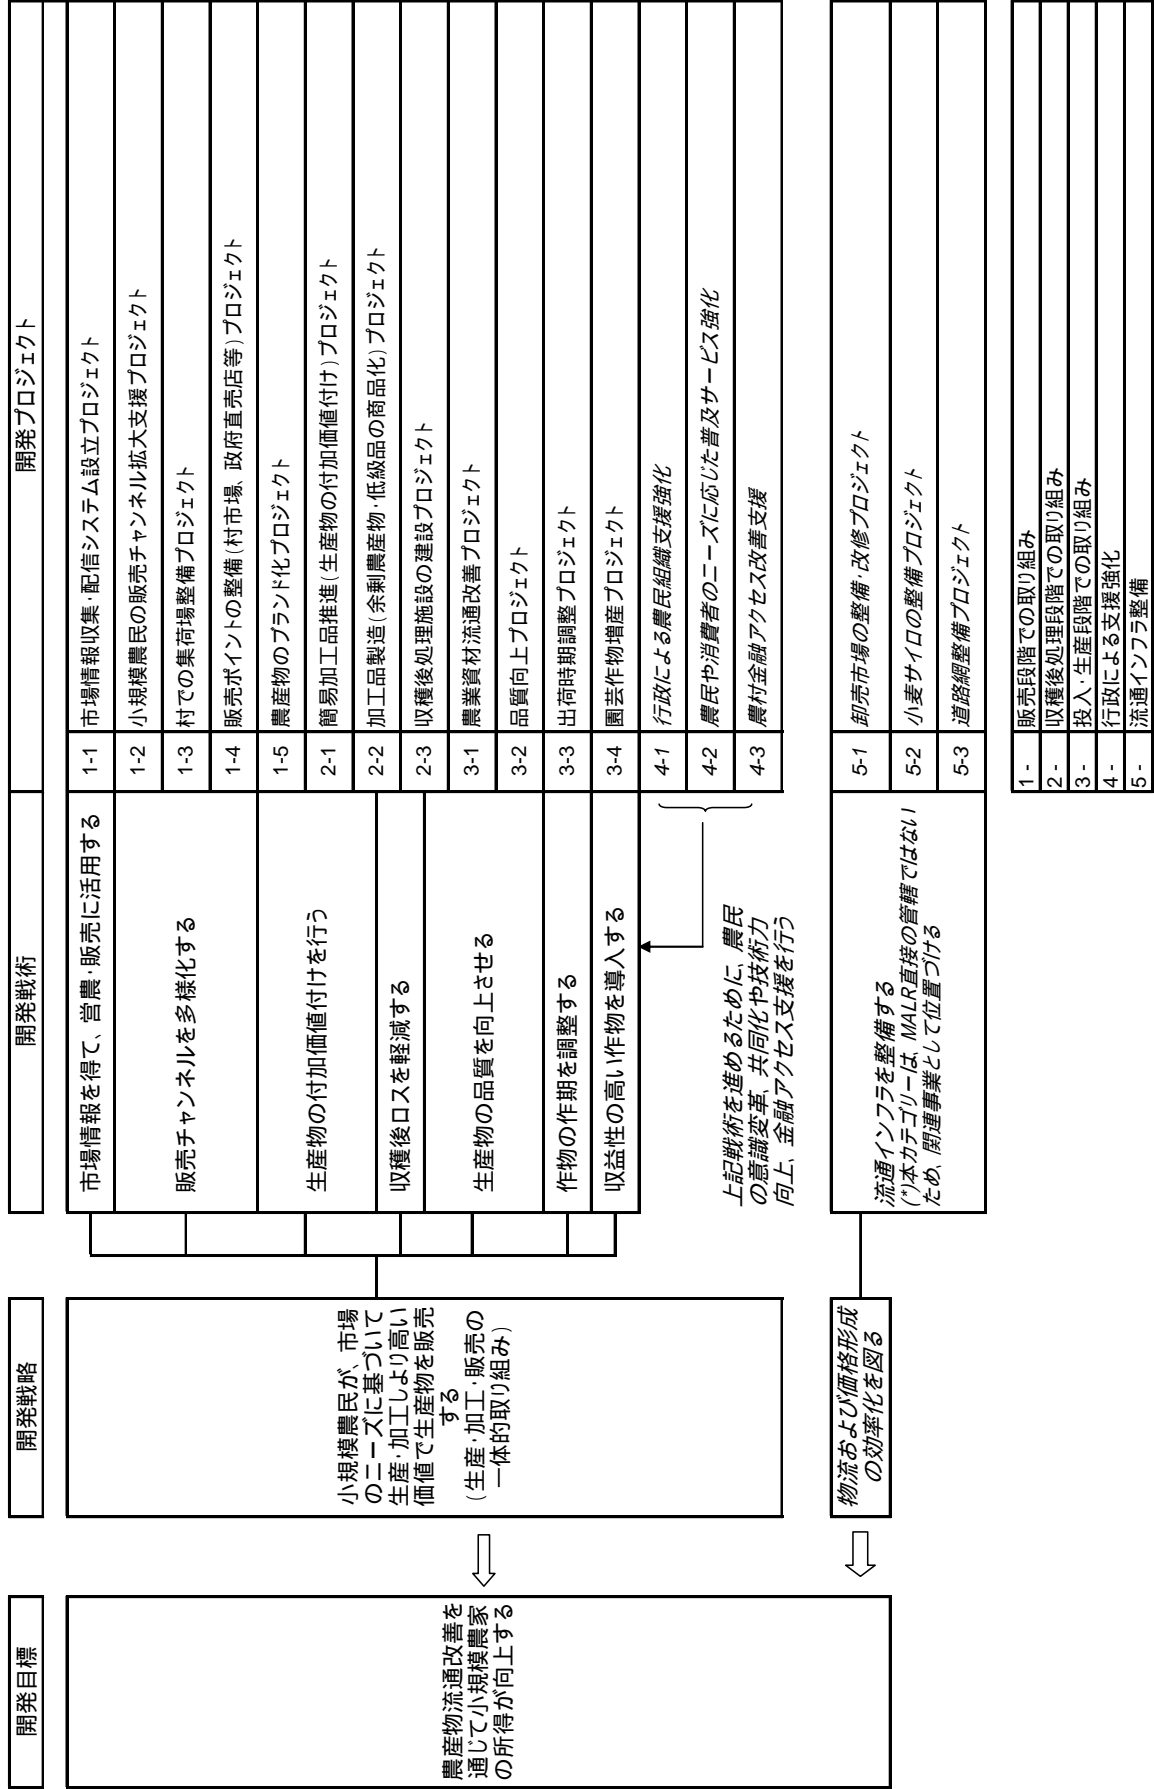 開発目標
開発戦略
開発戦術
開発プロジェクト
農産物流通改善を
通じて小規模農家
の所得が向上する
小規模農民が、市場
のニーズに基づいて
生産・加工しより高い
価値で生産物を販売
する
(生産・加工・販売の
一体的取り組み)
市場情報を得て、営農・販売に活用する
販売チャンネルを多様化する
生産物の付加価値付けを行う
収穫後ロスを軽減する
生産物の品質を向上させる
作物の作期を調整する
収益性の高い作物を導入する
1-1 市場情報収集・配信システム設立プロジェクト
1-2 小規模農民の販売チャンネル拡大支援プロジェクト
1-3 村での集荷場整備プロジェクト
1-4 販売ポイントの整備(村市場、政府直売店等)プロジェクト
1-5 農産物のブランド化プロジェクト
2-1 簡易加工品推進(生産物の付加価値付け)プロジェクト
2-2 加工品製造(余剰農産物・低級品の商品化)プロジェクト
2-3 収穫後処理施設の建設プロジェクト
3-1 農業資材流通改善プロジェクト
3-2 品質向上プロジェクト
3-3 出荷時期調整プロジェクト
3-4 園芸作物増産プロジェクト
4-1 行政による農民組織支援強化
4-2 農民や消費者のニーズに応じた普及サービス強化
4-3 農村金融アクセス改善支援
上記戦術を進めるために、農民
の意識変革、共同化や技術力
向上、金融アクセス支援を行う
物流および価格形成
の効率化を図る
流通インフラを整備する
(*)本カテゴリーは、MALR直接の管轄ではない
ため、関連事業として位置づける
5-1 卸売市場の整備・改修プロジェクト
5-2 小麦サイロの整備プロジェクト
5-3 道路網整備プロジェクト
1 - 販売段階での取り組み
2 - 収穫後処理段階での取り組み
3 - 投入・生産段階での取り組み
4 - 行政による支援強化
5 - 流通インフラ整備